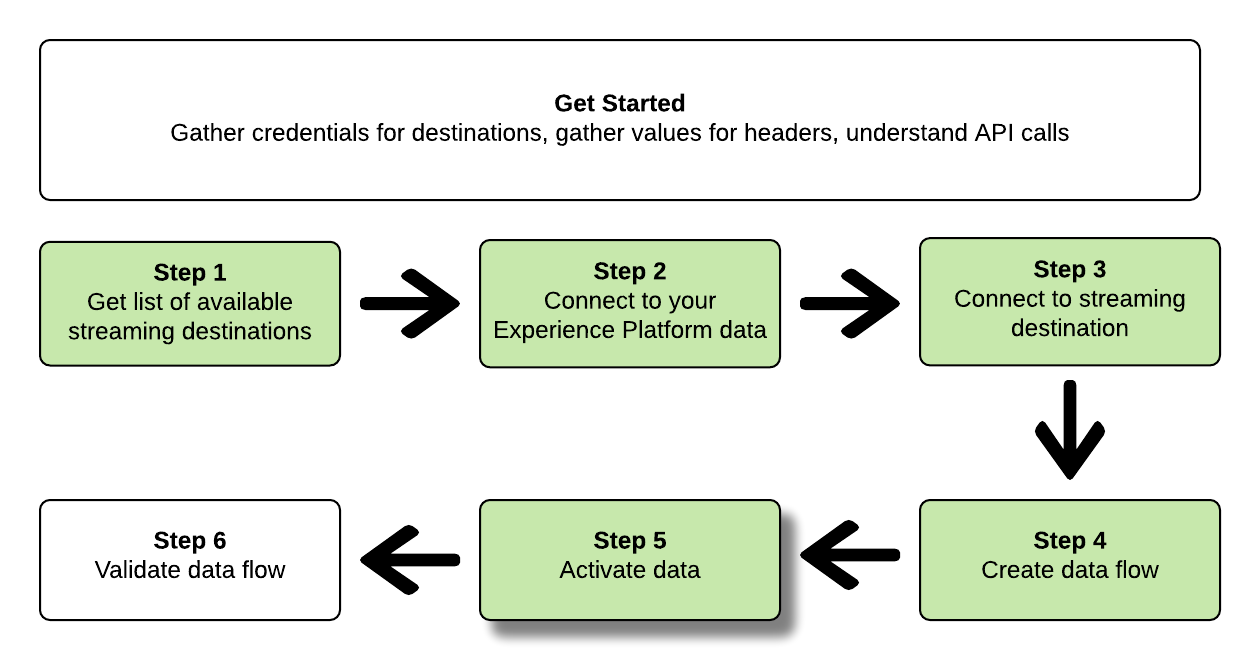 Get Started
Gather credentials for destinations, gather values for headers, understand API calls
Step 1
Get list of available
streaming destinations
Step 2
Connect to your
Experience Platform data
Step 3
Connect to streaming
destination
Step 4
Create data flow
Step 5
Activate data
Step 6
Validate data flow